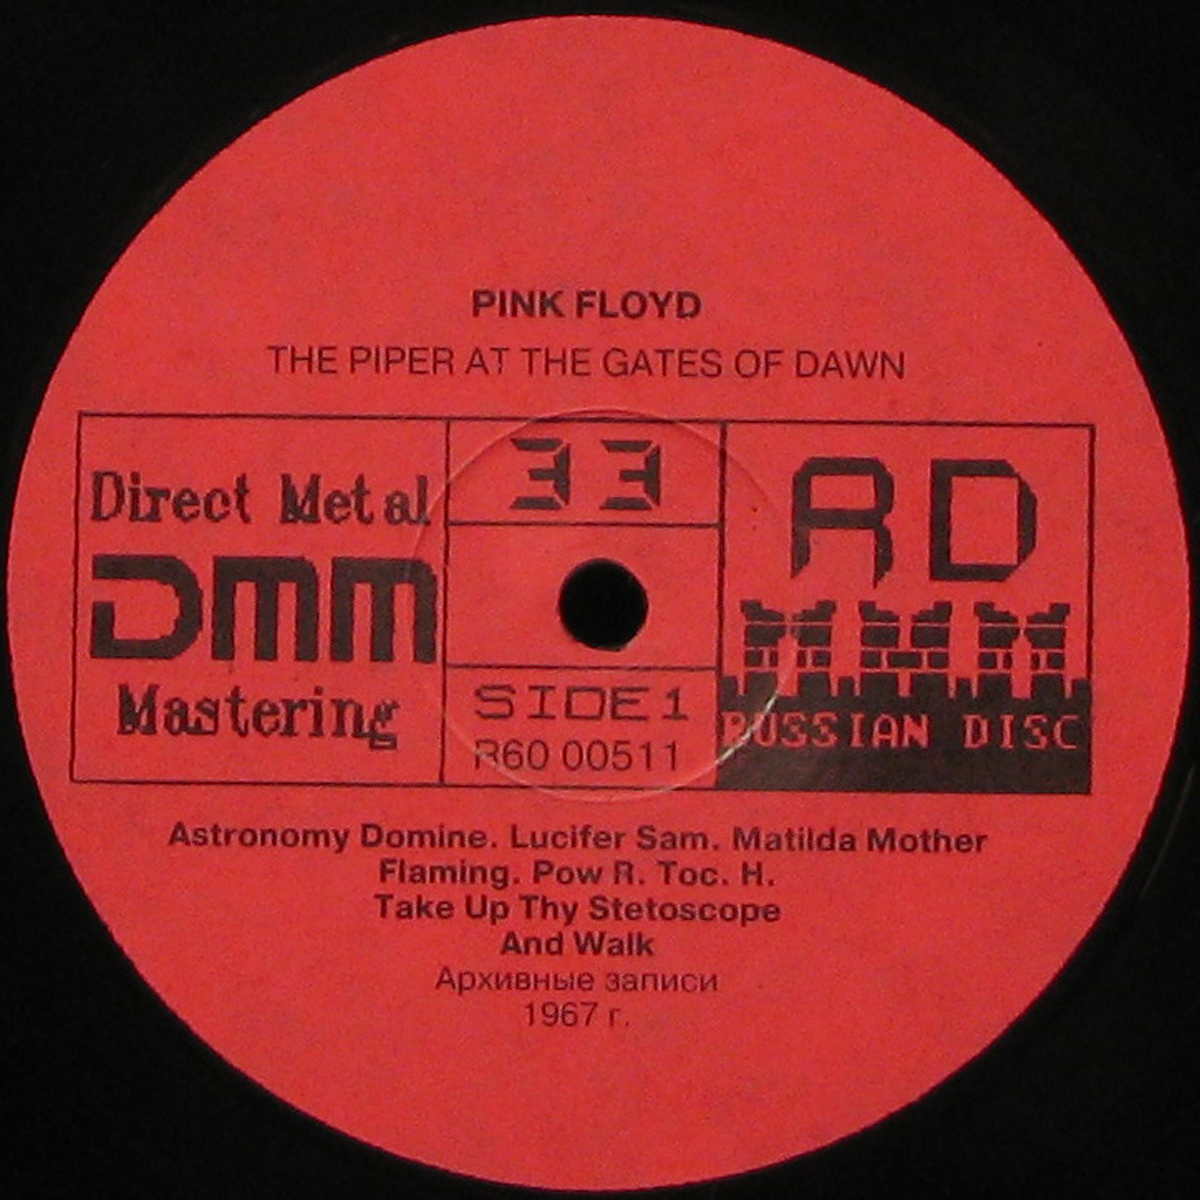 PINK FLOYD
THE PIPER AT THE GATES OF DAWN
Direct Metal
DMM
Mastering
33
SIDE 1
R60 00511
RD
RUSSIAN DISC
Astronomy Domine. Lucifer Sam. Matilda Mother
Flaming. Pow R. Toc. H.
Take Up Thy Stetoscope
And Walk
Архивные записи
1967 г.